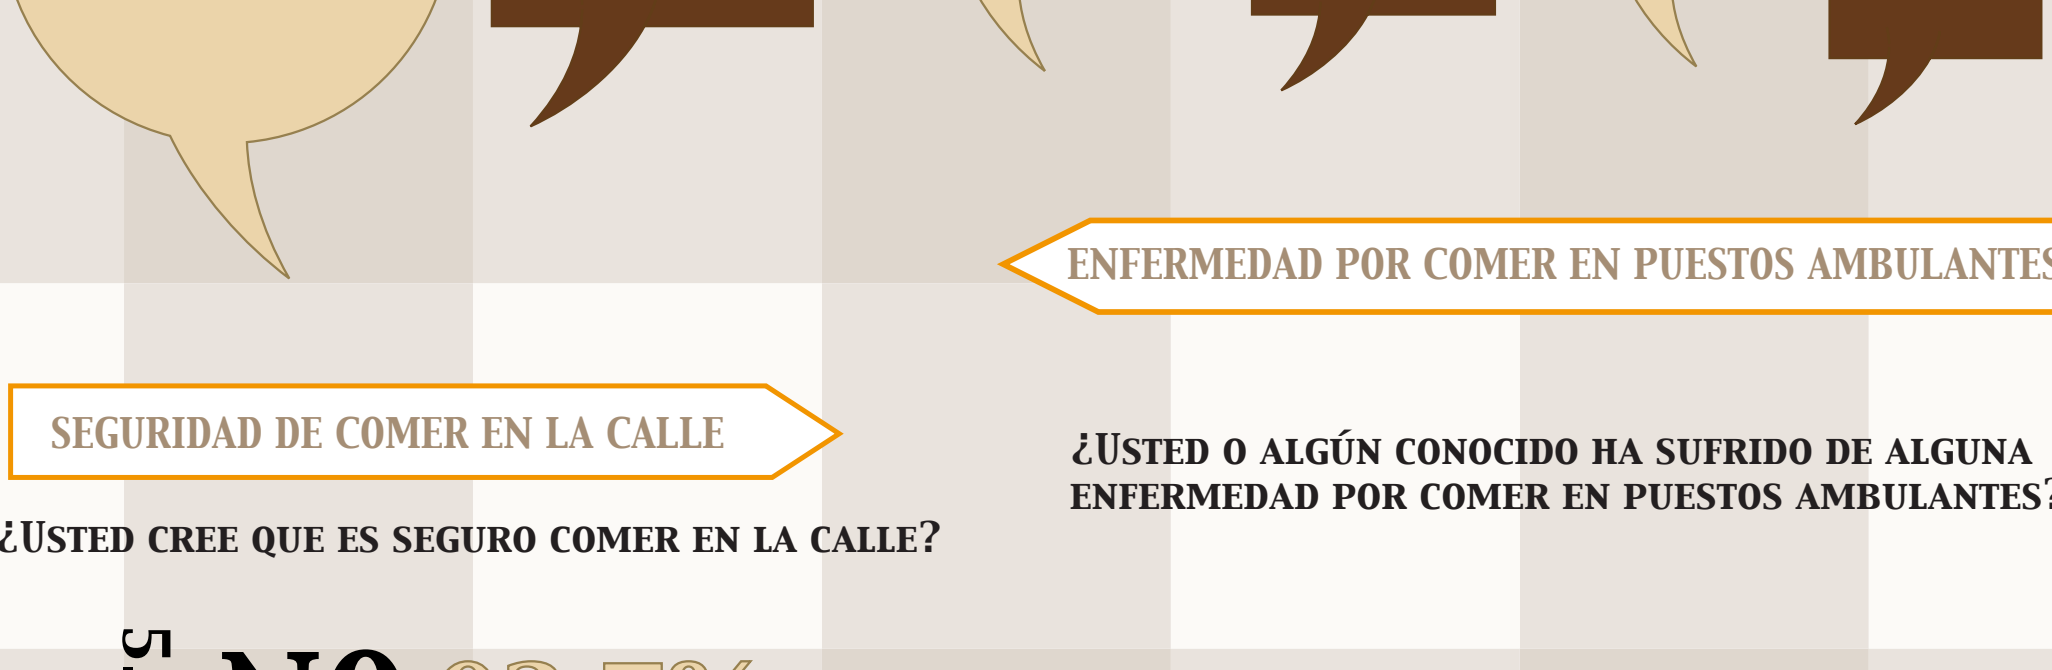 ENFERMEDAD POR COMER EN PUESTOS AMBULANTES
SEGURIDAD DE COMER EN LA CALLE
¿USTED O ALGÚN CONOCIDO HA SUFRIDO DE ALGUNA
ENFERMEDAD POR COMER EN PUESTOS AMBULANTES?
¿USTED CREE QUE ES SEGURO COMER EN LA CALLE?
NO